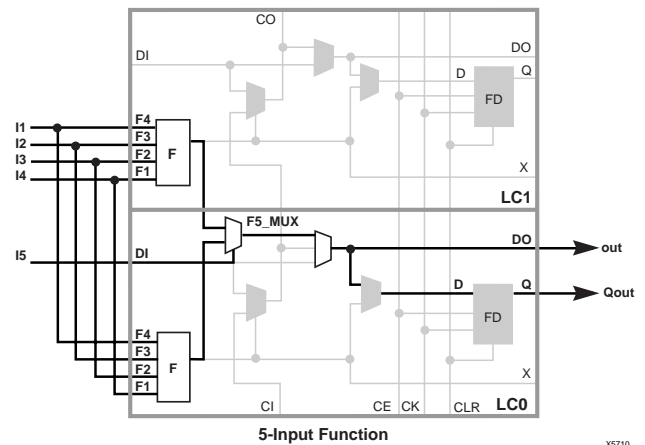 CO
DI
DO
D
Q
FD
I1
F4
I2
F3
F
I3
F2
I4
F1
X
LC1
F5_MUX
I5
DI
DO
out
D
Q
Qout
FD
F4
F3
F
F2
F1
X
CI
CE
CK
CLR
LC0
5-Input Function
X5710